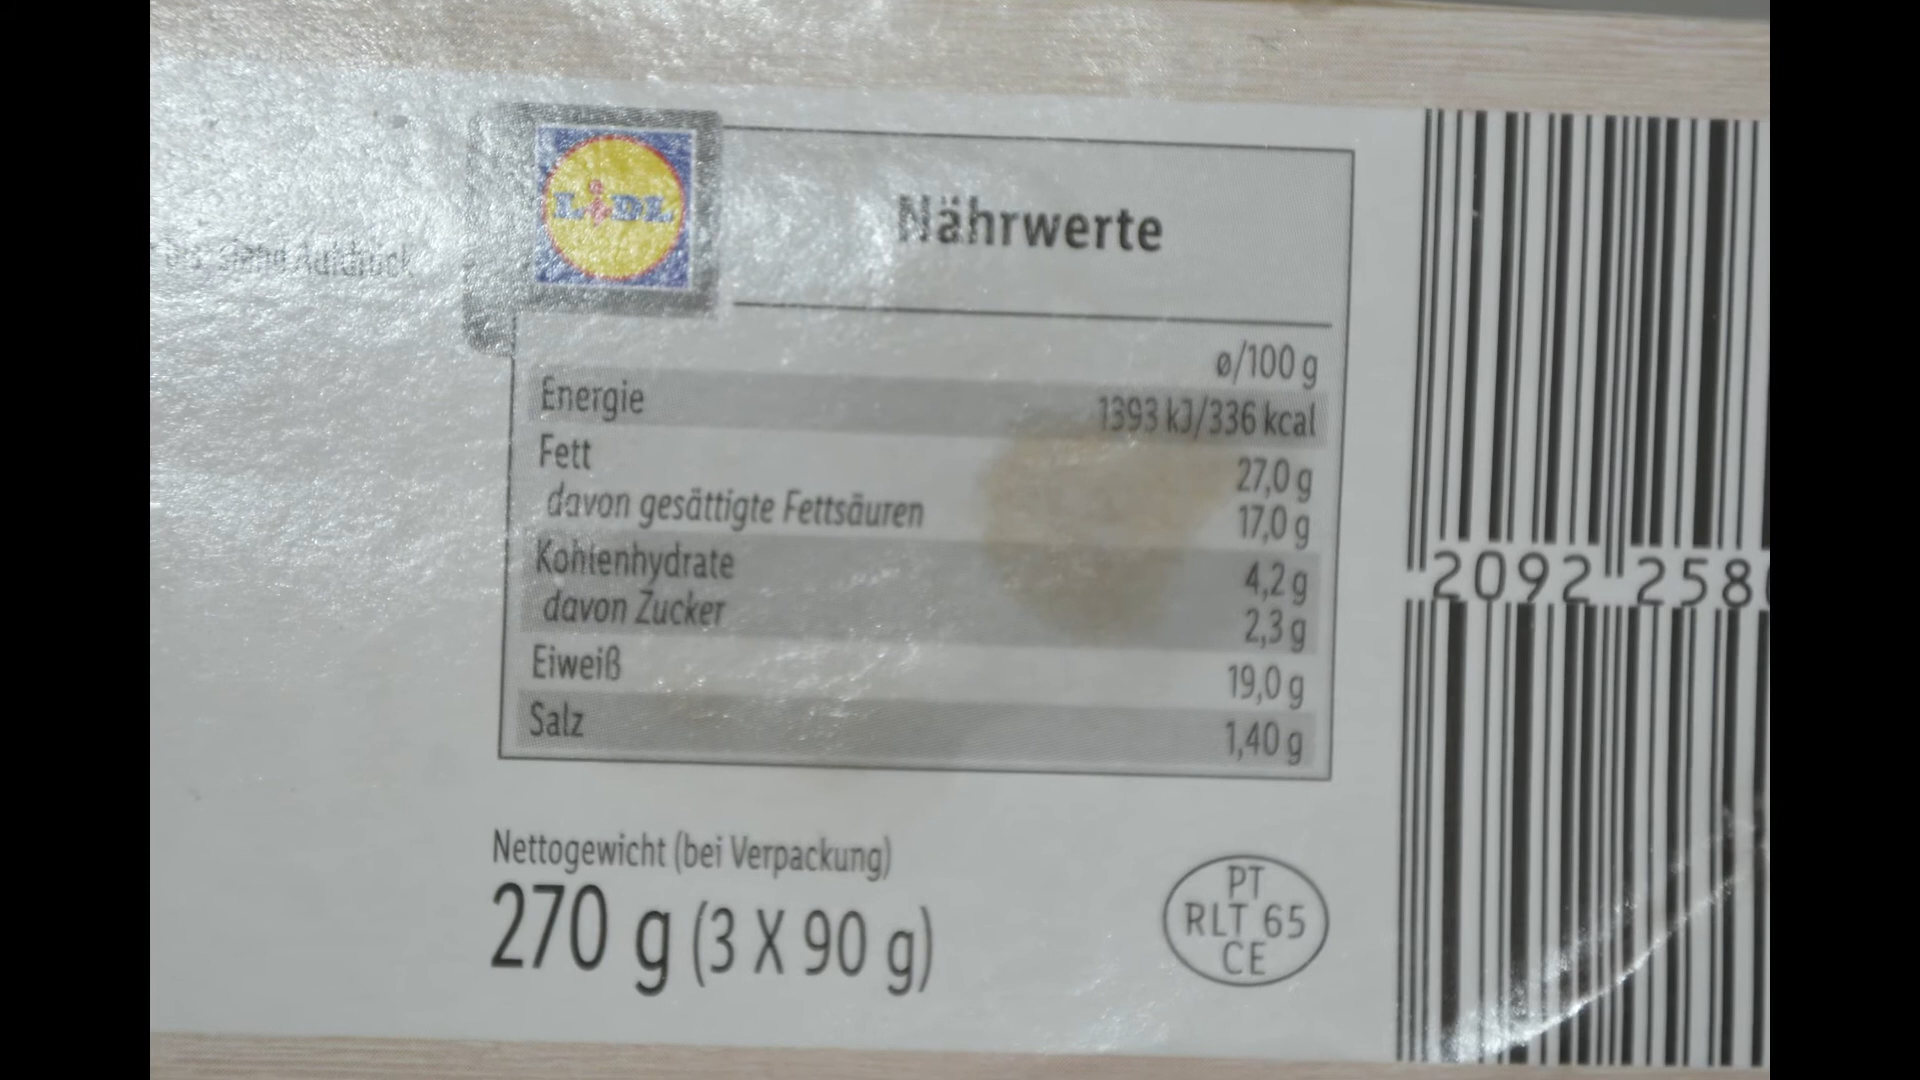 LiDL
Nährwerte
siehe Aufdruck
ø/100 g
Energie 1393 kJ/336 kcal
Fett 27,0 g
davon gesättigte Fettsäuren 17,0 g
Kohlenhydrate 4,2 g
davon Zucker 2,3 g
Eiweiß 19,0 g
Salz 1,40 g
2092 258
Nettogewicht (bei Verpackung)
270 g (3 X 90 g)
PT
RLT 65
CE